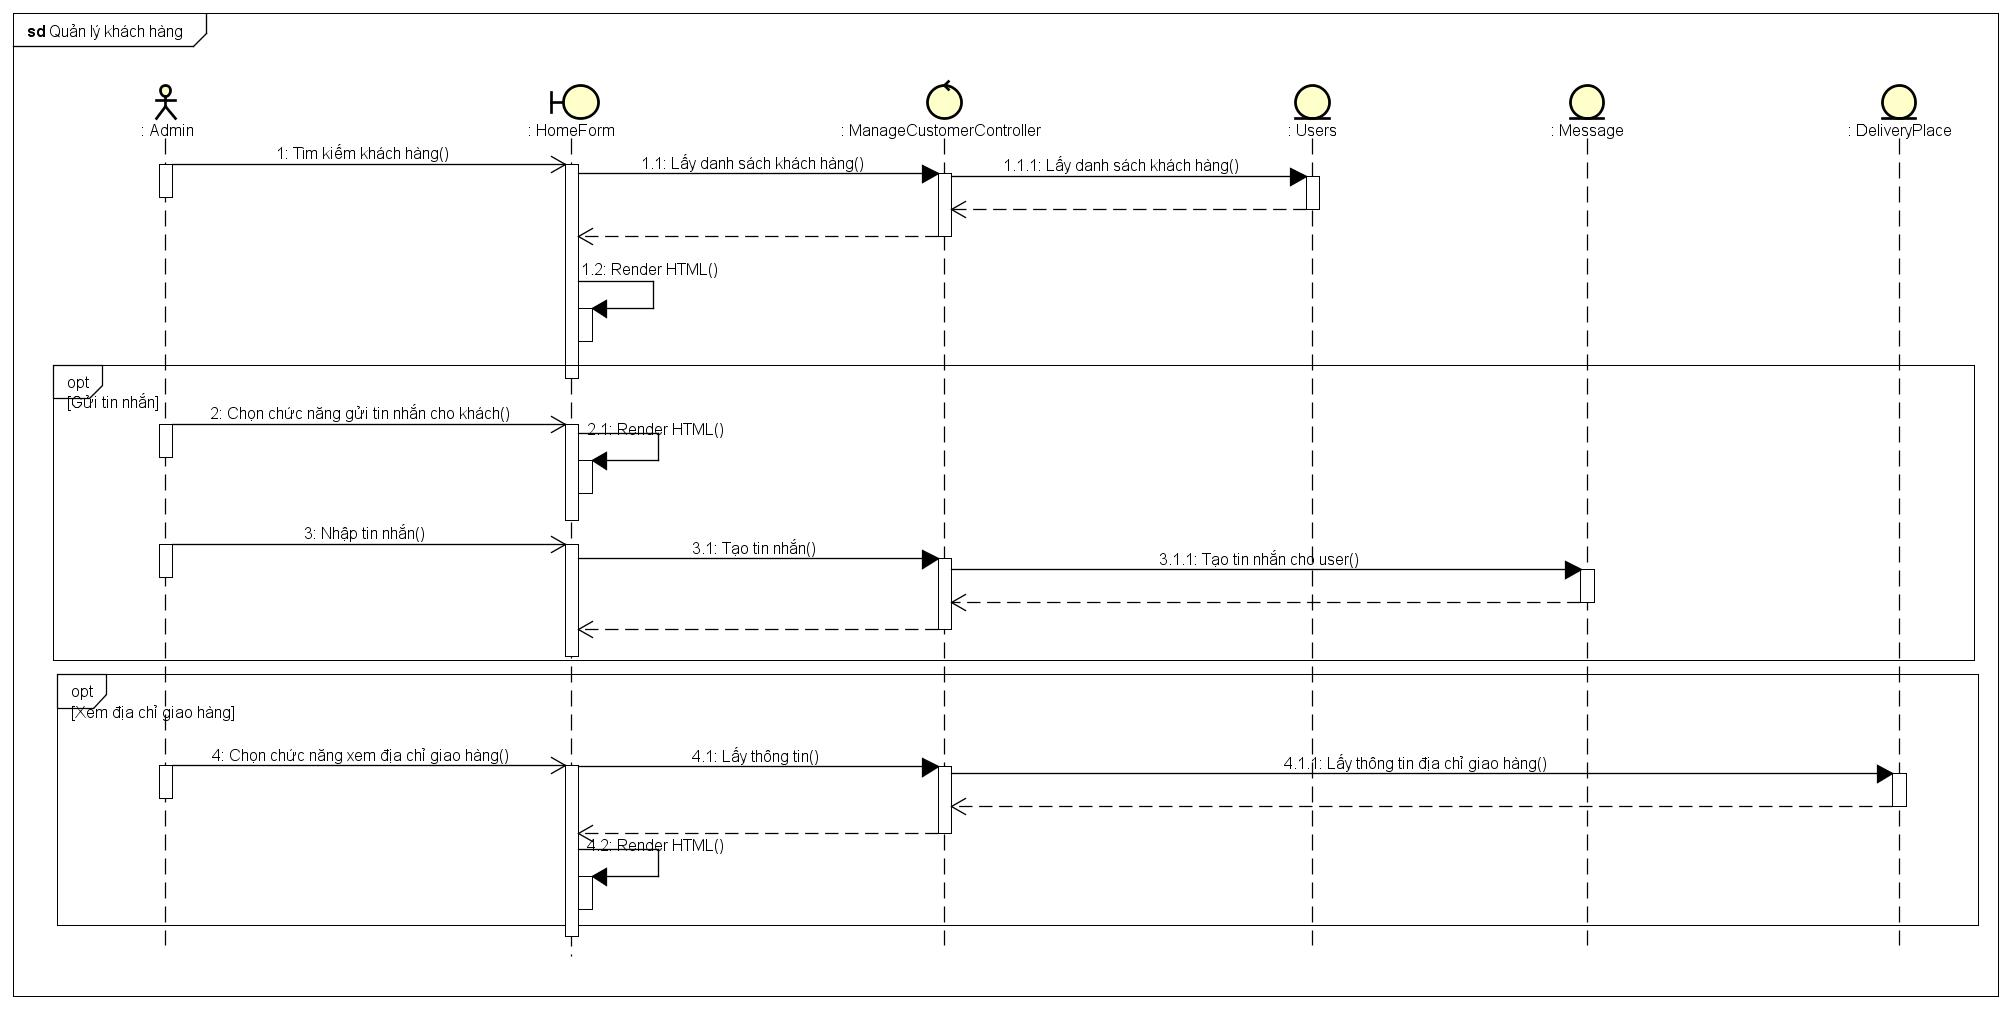 sd Quản lý khách hàng
: Admin
: HomeForm
: ManageCustomerController
: Users
: Message
: DeliveryPlace
1: Tìm kiếm khách hàng()
1.1: Lấy danh sách khách hàng()
1.1.1: Lấy danh sách khách hàng()
1.2: Render HTML()
opt
[Gửi tin nhắn]
2: Chọn chức năng gửi tin nhắn cho khách()
2.1: Render HTML()
3: Nhập tin nhắn()
3.1: Tạo tin nhắn()
3.1.1: Tạo tin nhắn cho user()
opt
[Xem địa chỉ giao hàng]
4: Chọn chức năng xem địa chỉ giao hàng()
4.1: Lấy thông tin()
4.1.1: Lấy thông tin địa chỉ giao hàng()
4.2: Render HTML()